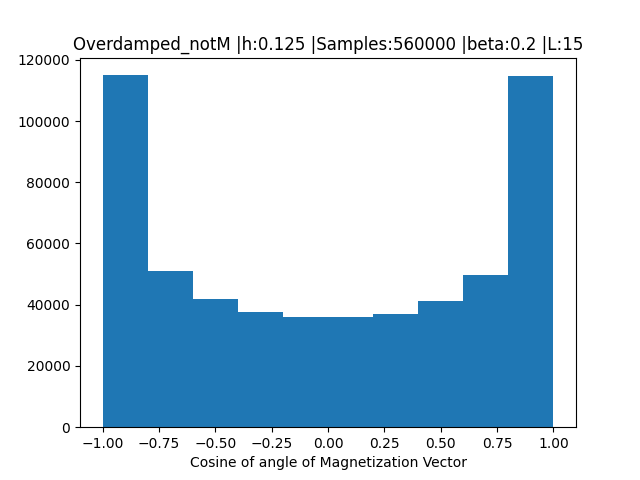 Overdamped_notM |h:0.125 |Samples:560000 |beta:0.2 |L:15
120000
100000
80000
60000
40000
20000
0
−1.00 −0.75 −0.50 −0.25 0.00 0.25 0.50 0.75 1.00
Cosine of angle of Magnetization Vector